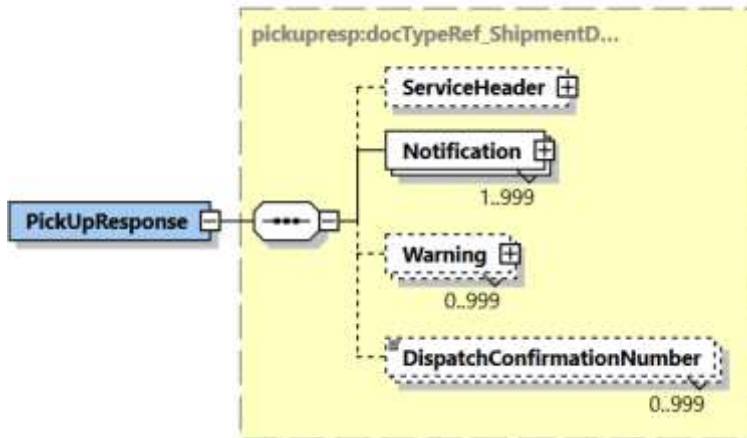 pickupresp:docTypeRef_ShipmentD...
ServiceHeader
Notification
1..999
PickUpResponse
Warning
0..999
DispatchConfirmationNumber
0..999